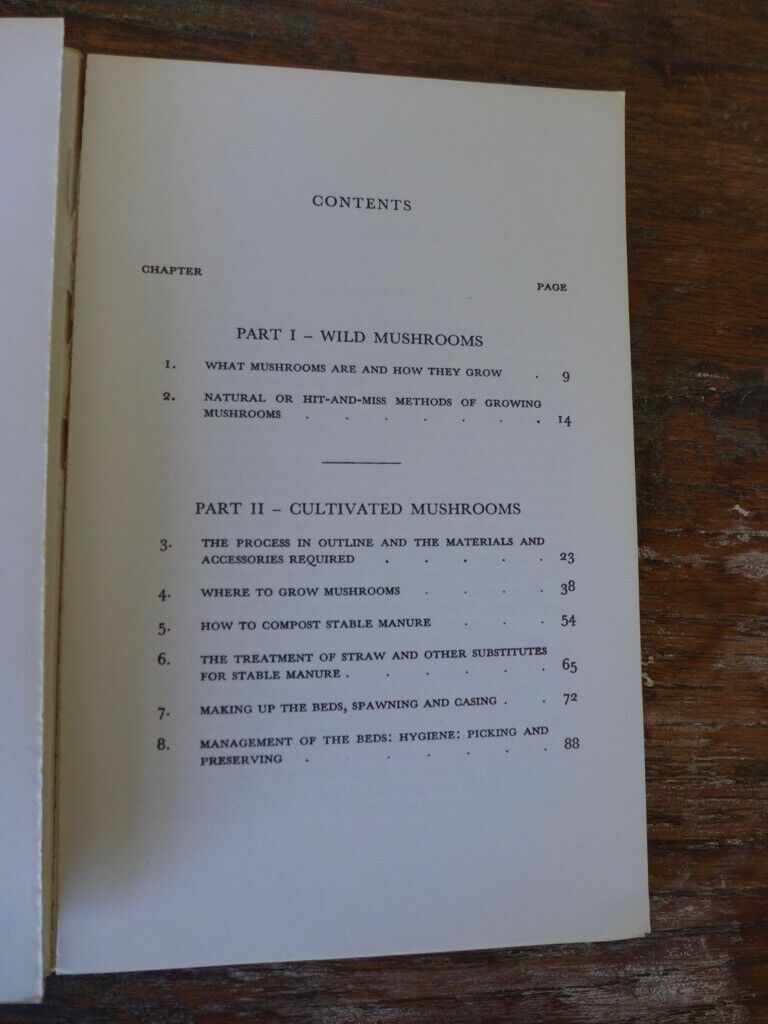 CONTENTS
CHAPTER
PAGE
PART I – WILD MUSHROOMS
1. WHAT MUSHROOMS ARE AND HOW THEY GROW . 9
2. NATURAL OR HIT-AND-MISS METHODS OF GROWING
MUSHROOMS . . . . . . . 14
PART II – CULTIVATED MUSHROOMS
3. THE PROCESS IN OUTLINE AND THE MATERIALS AND
ACCESSORIES REQUIRED . . . . . 23
4. WHERE TO GROW MUSHROOMS . . . . 38
5. HOW TO COMPOST STABLE MANURE . . . 54
6. THE TREATMENT OF STRAW AND OTHER SUBSTITUTES
FOR STABLE MANURE . . . . . . 65
7. MAKING UP THE BEDS, SPAWNING AND CASING . . 72
8. MANAGEMENT OF THE BEDS: HYGIENE: PICKING AND
PRESERVING . . . . . . 88